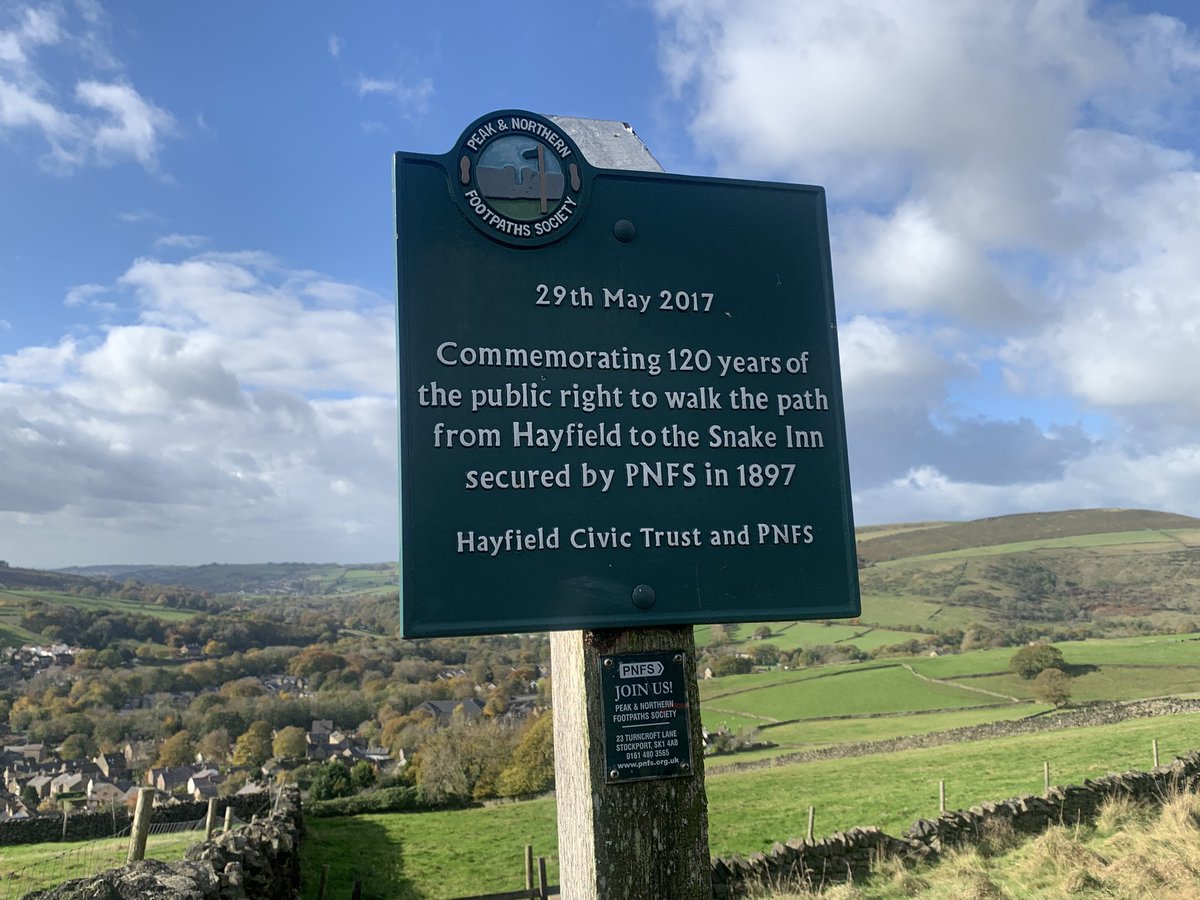 PEAK & NORTHERN
FOOTPATHS SOCIETY
29th May 2017
Commemorating 120 years of
the public right to walk the path
from Hayfield to the Snake Inn
secured by PNFS in 1897
Hayfield Civic Trust and PNFS
PNFS
JOIN US!
PEAK & NORTHERN
FOOTPATHS SOCIETY
23 TURNCROFT LANE
STOCKPORT, SK1 4AB
0161 480 3565
www.pnfs.org.uk